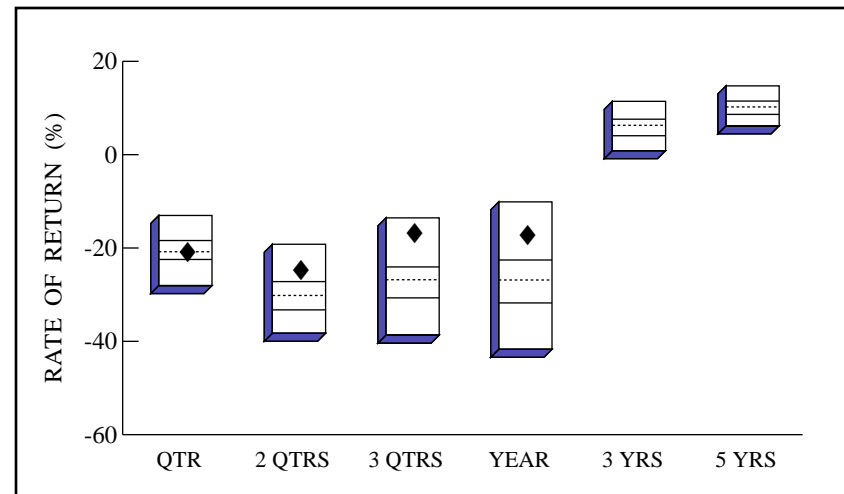 RATE OF RETURN (%)
20
0
-20
-40
-60
QTR 2 QTRS 3 QTRS YEAR 3 YRS 5 YRS